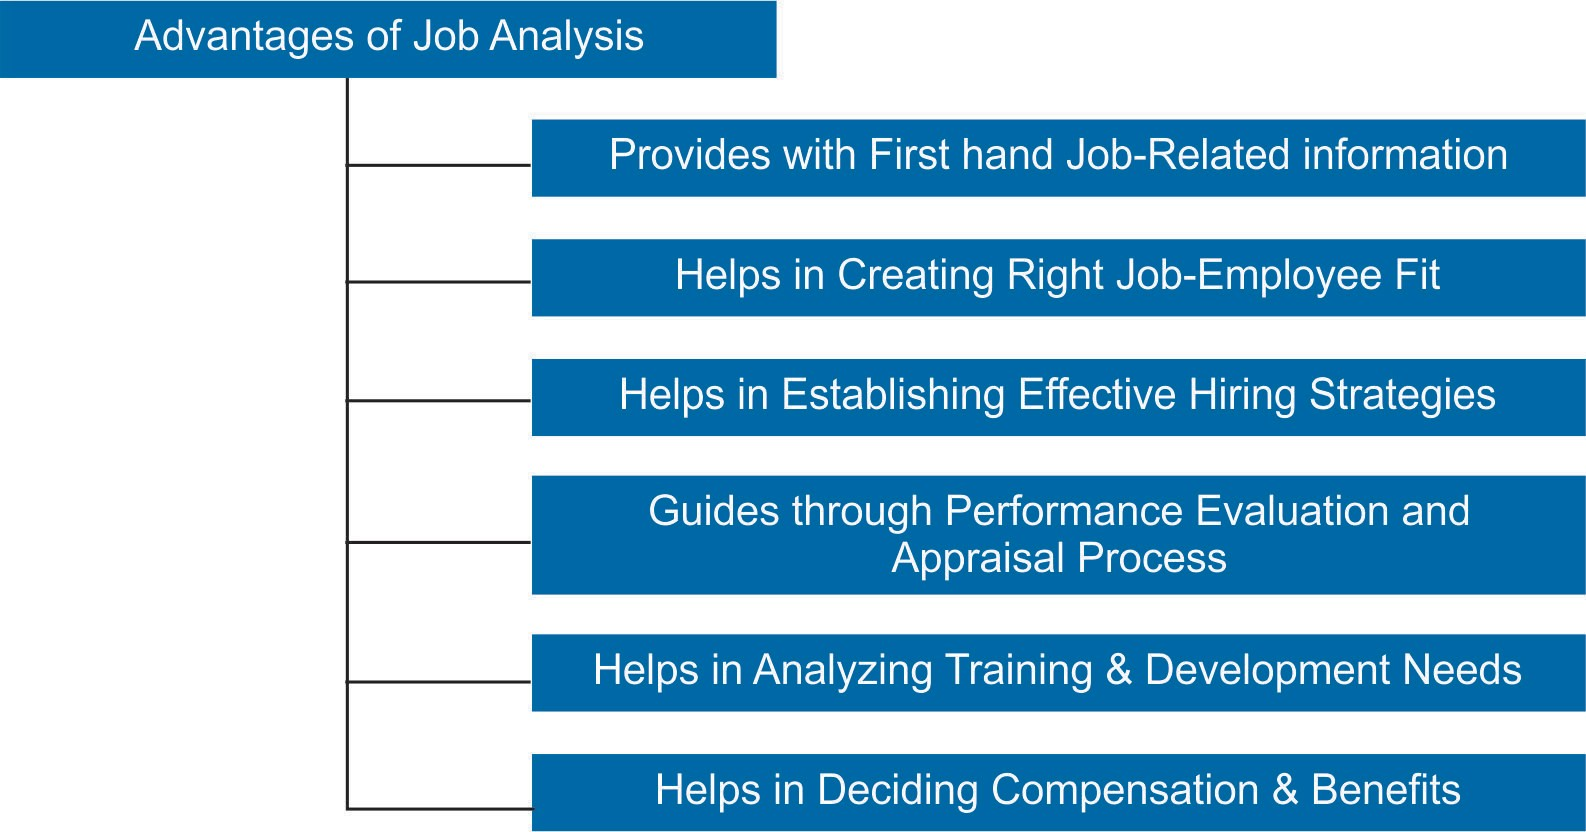 Advantages of Job Analysis
Provides with First hand Job-Related information
Helps in Creating Right Job-Employee Fit
Helps in Establishing Effective Hiring Strategies
Guides through Performance Evaluation and
Appraisal Process
Helps in Analyzing Training & Development Needs
Helps in Deciding Compensation & Benefits